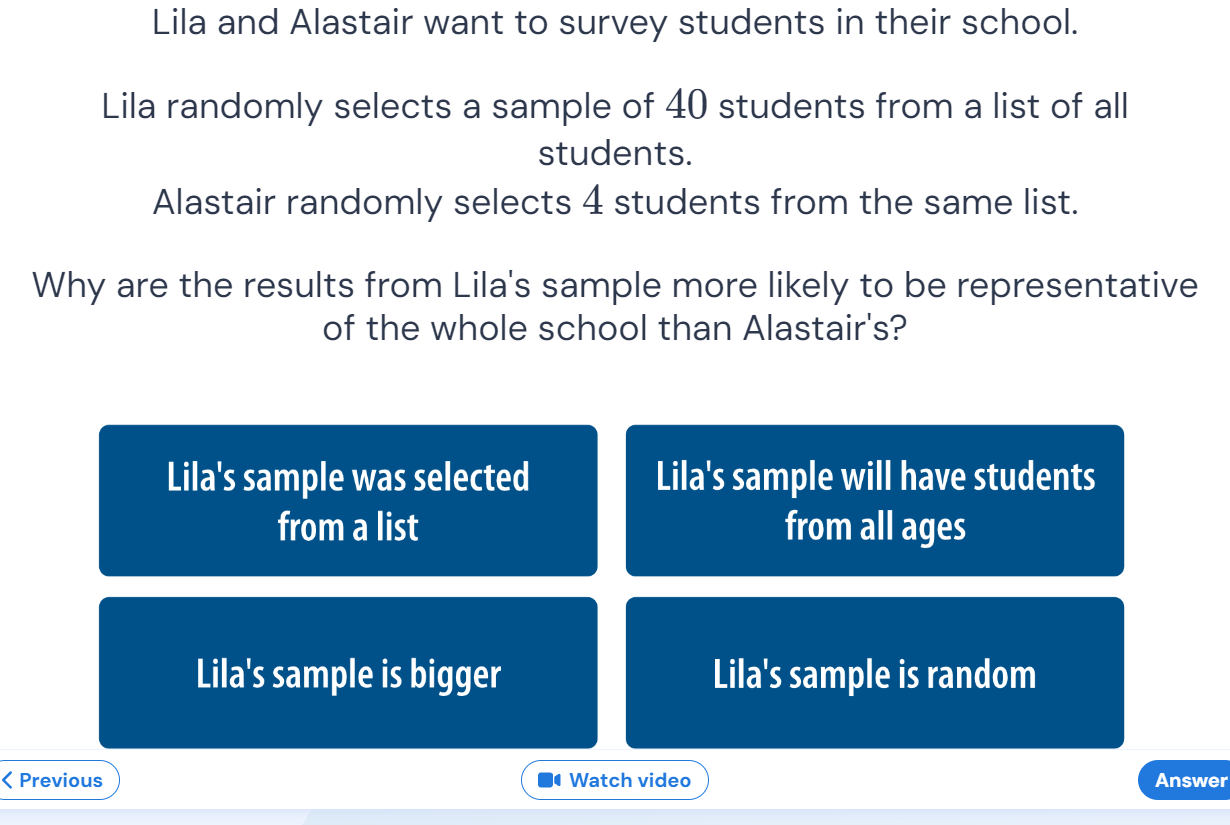 Lila and Alastair want to survey students in their school.
Lila randomly selects a sample of 40 students from a list of all
students.
Alastair randomly selects 4 students from the same list.
Why are the results from Lila's sample more likely to be representative
of the whole school than Alastair's?
Lila's sample was selected
from a list
Lila's sample will have students
from all ages
Lila's sample is bigger
Lila's sample is random
Previous
Watch video
Answer